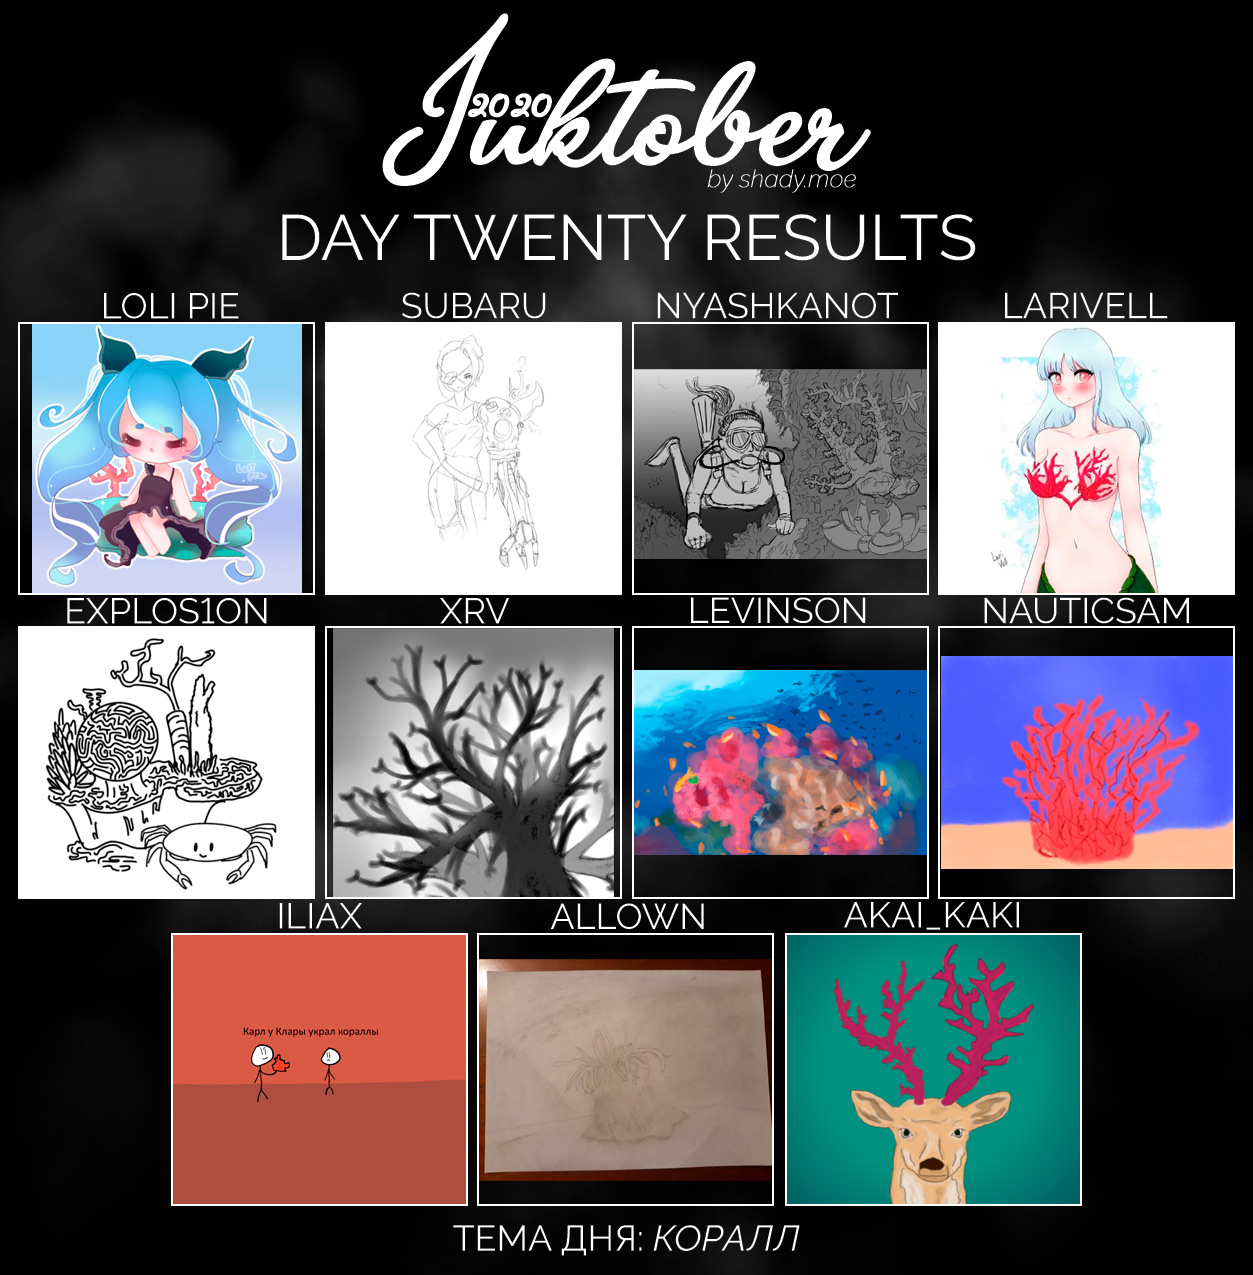 Juktober
2020
by shady.moe
DAY TWENTY RESULTS
LOLI PIE
SUBARU
NYASHKANOT
LARIVELL
EXPLOS1ON
XRV
LEVINSON
NAUTICSAM
ILIAX
ALLOWN
AKAI_KAKI
Карл у Клары украл кораллы
ТЕМА ДНЯ: КОРАЛЛ